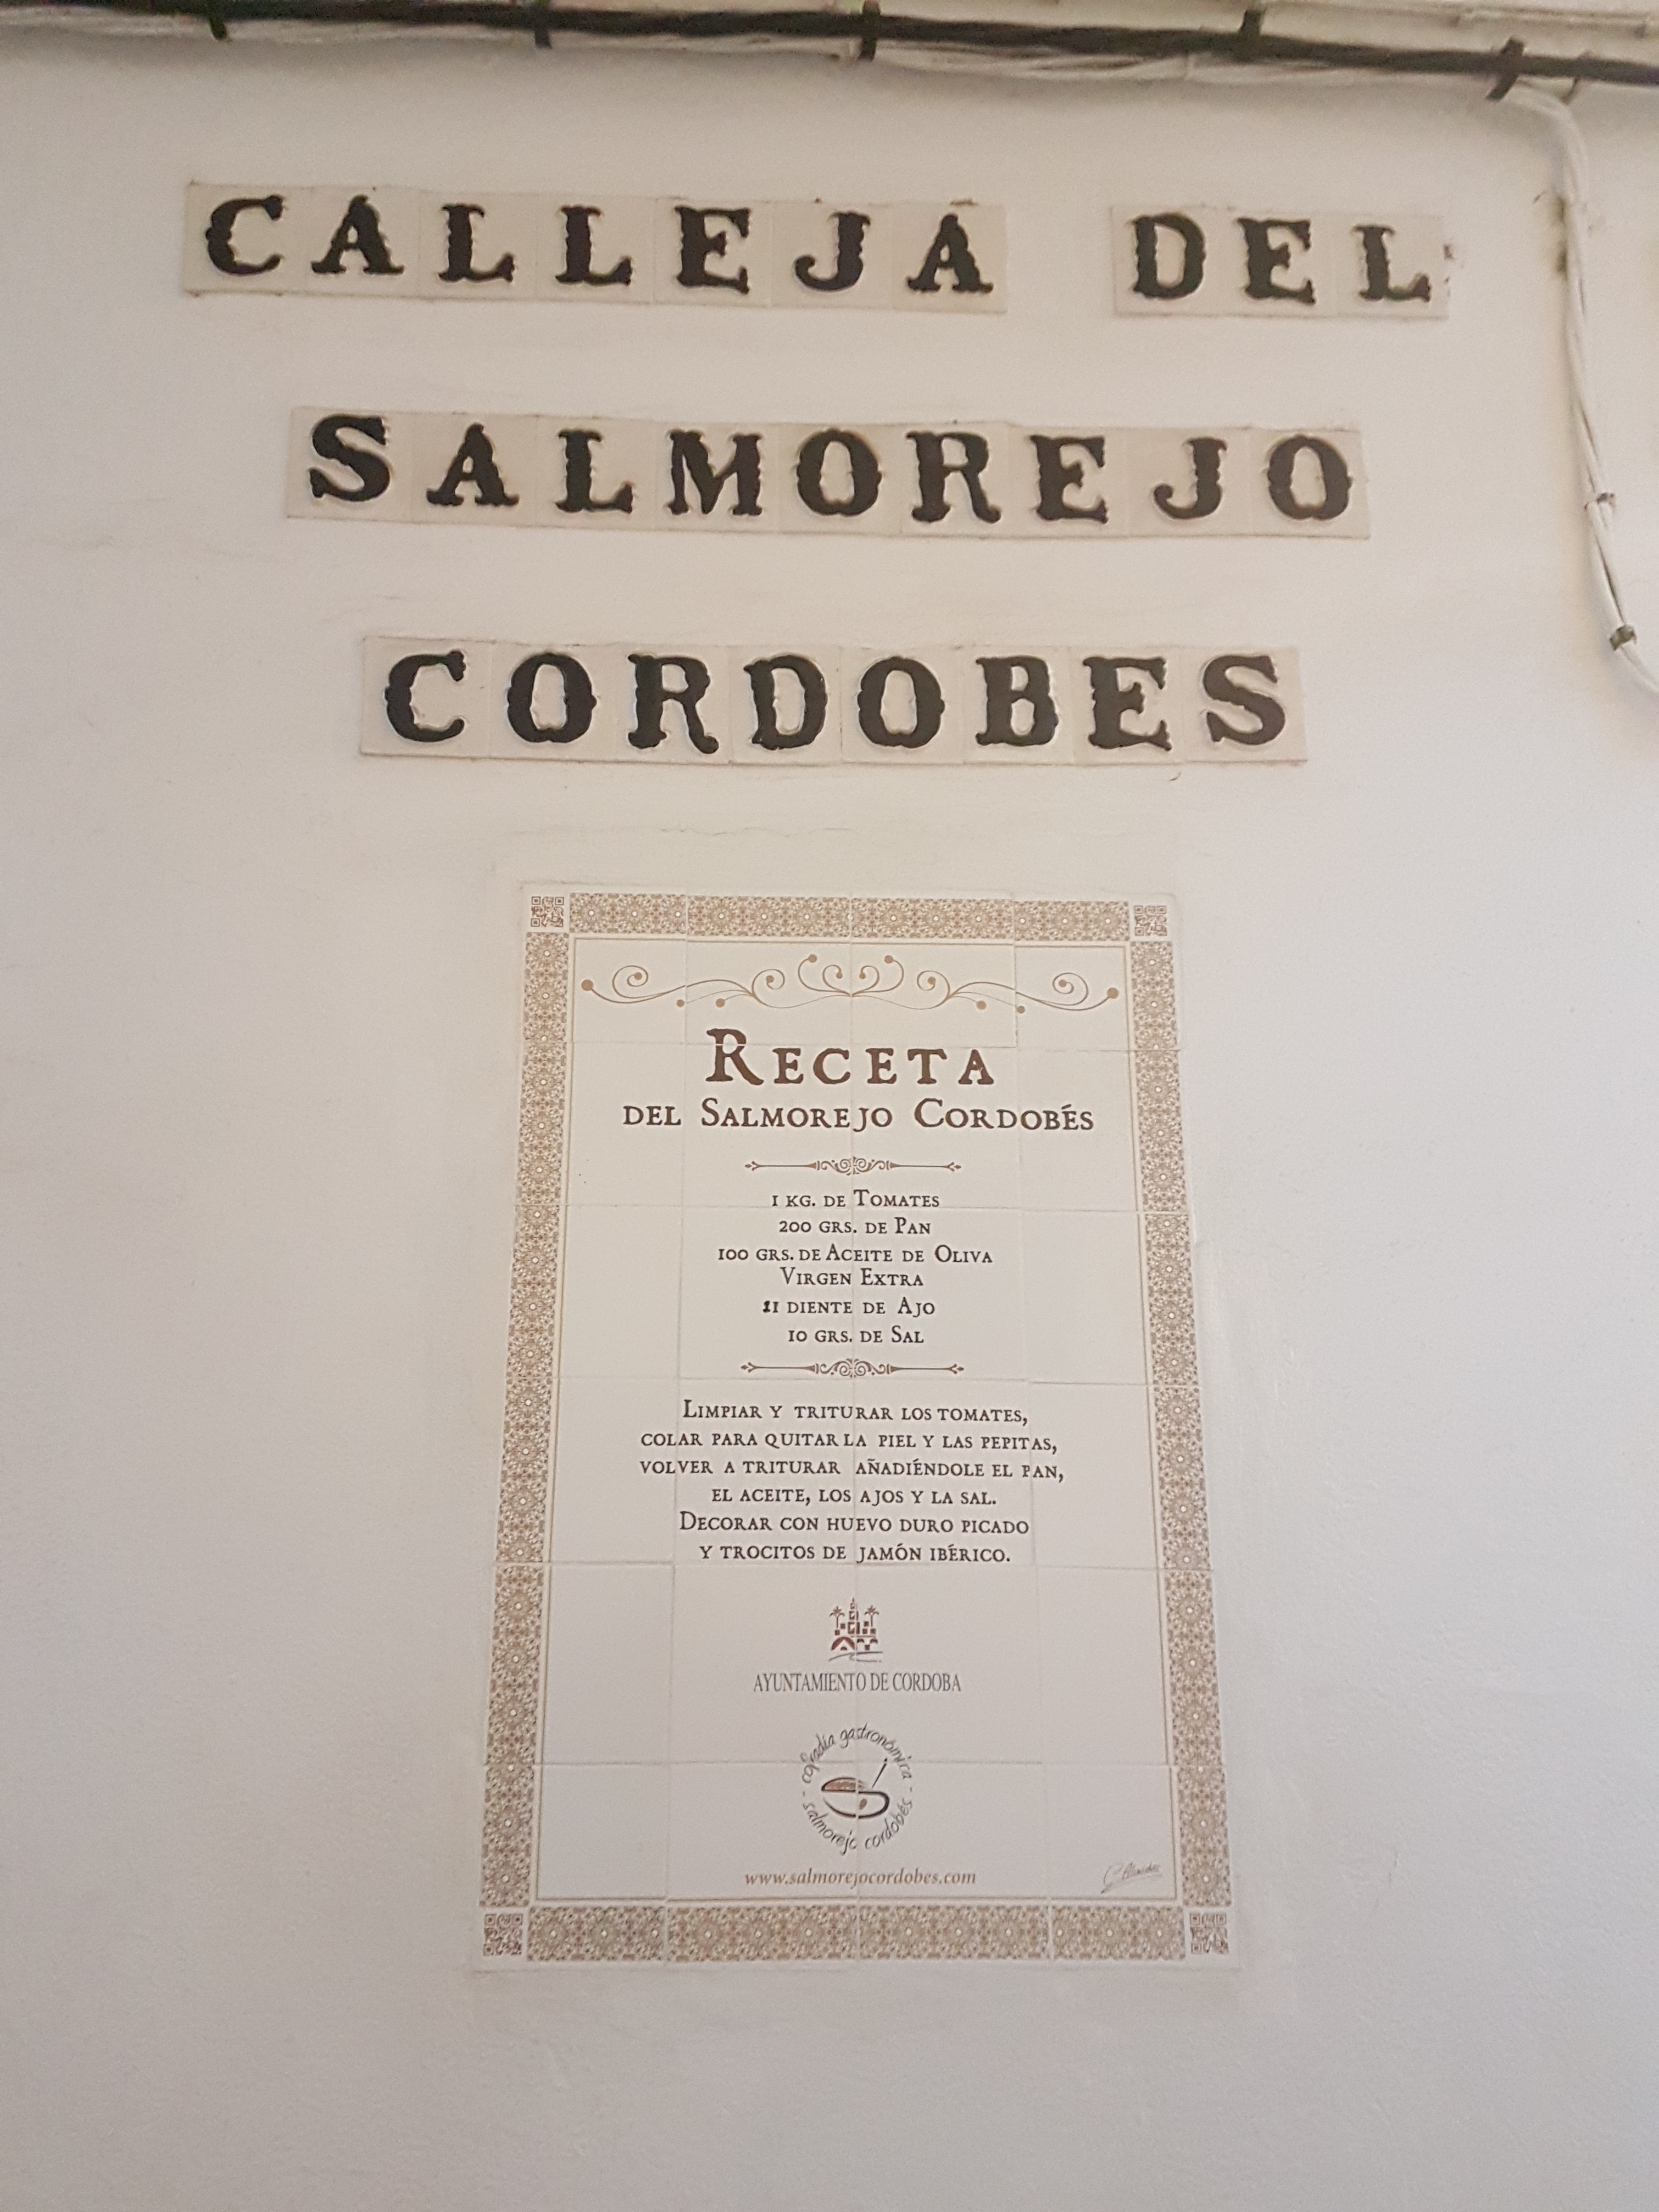 CALLEJA DEL
SALMOREJO
CORDOBES
RECETA
DEL SALMOREJO CORDOBÉS
1 KG. DE TOMATES
200 GRS. DE PAN
100 GRS. DE ACEITE DE OLIVA
VIRGEN EXTRA
11 DIENTE DE AJO
10 GRS. DE SAL
LIMPIAR Y TRITURAR LOS TOMATES,
COLAR PARA QUITAR LA PIEL Y LAS PEPITAS,
VOLVER A TRITURAR AÑADIÉNDOLE EL PAN,
EL ACEITE, LOS AJOS Y LA SAL.
DECORAR CON HUEVO DURO PICADO
Y TROCITOS DE JAMÓN IBÉRICO.
AYUNTAMIENTO DE CORDOBA
cofradía gastronómica
- salmorejo cordobés -
www.salmorejocordobes.com